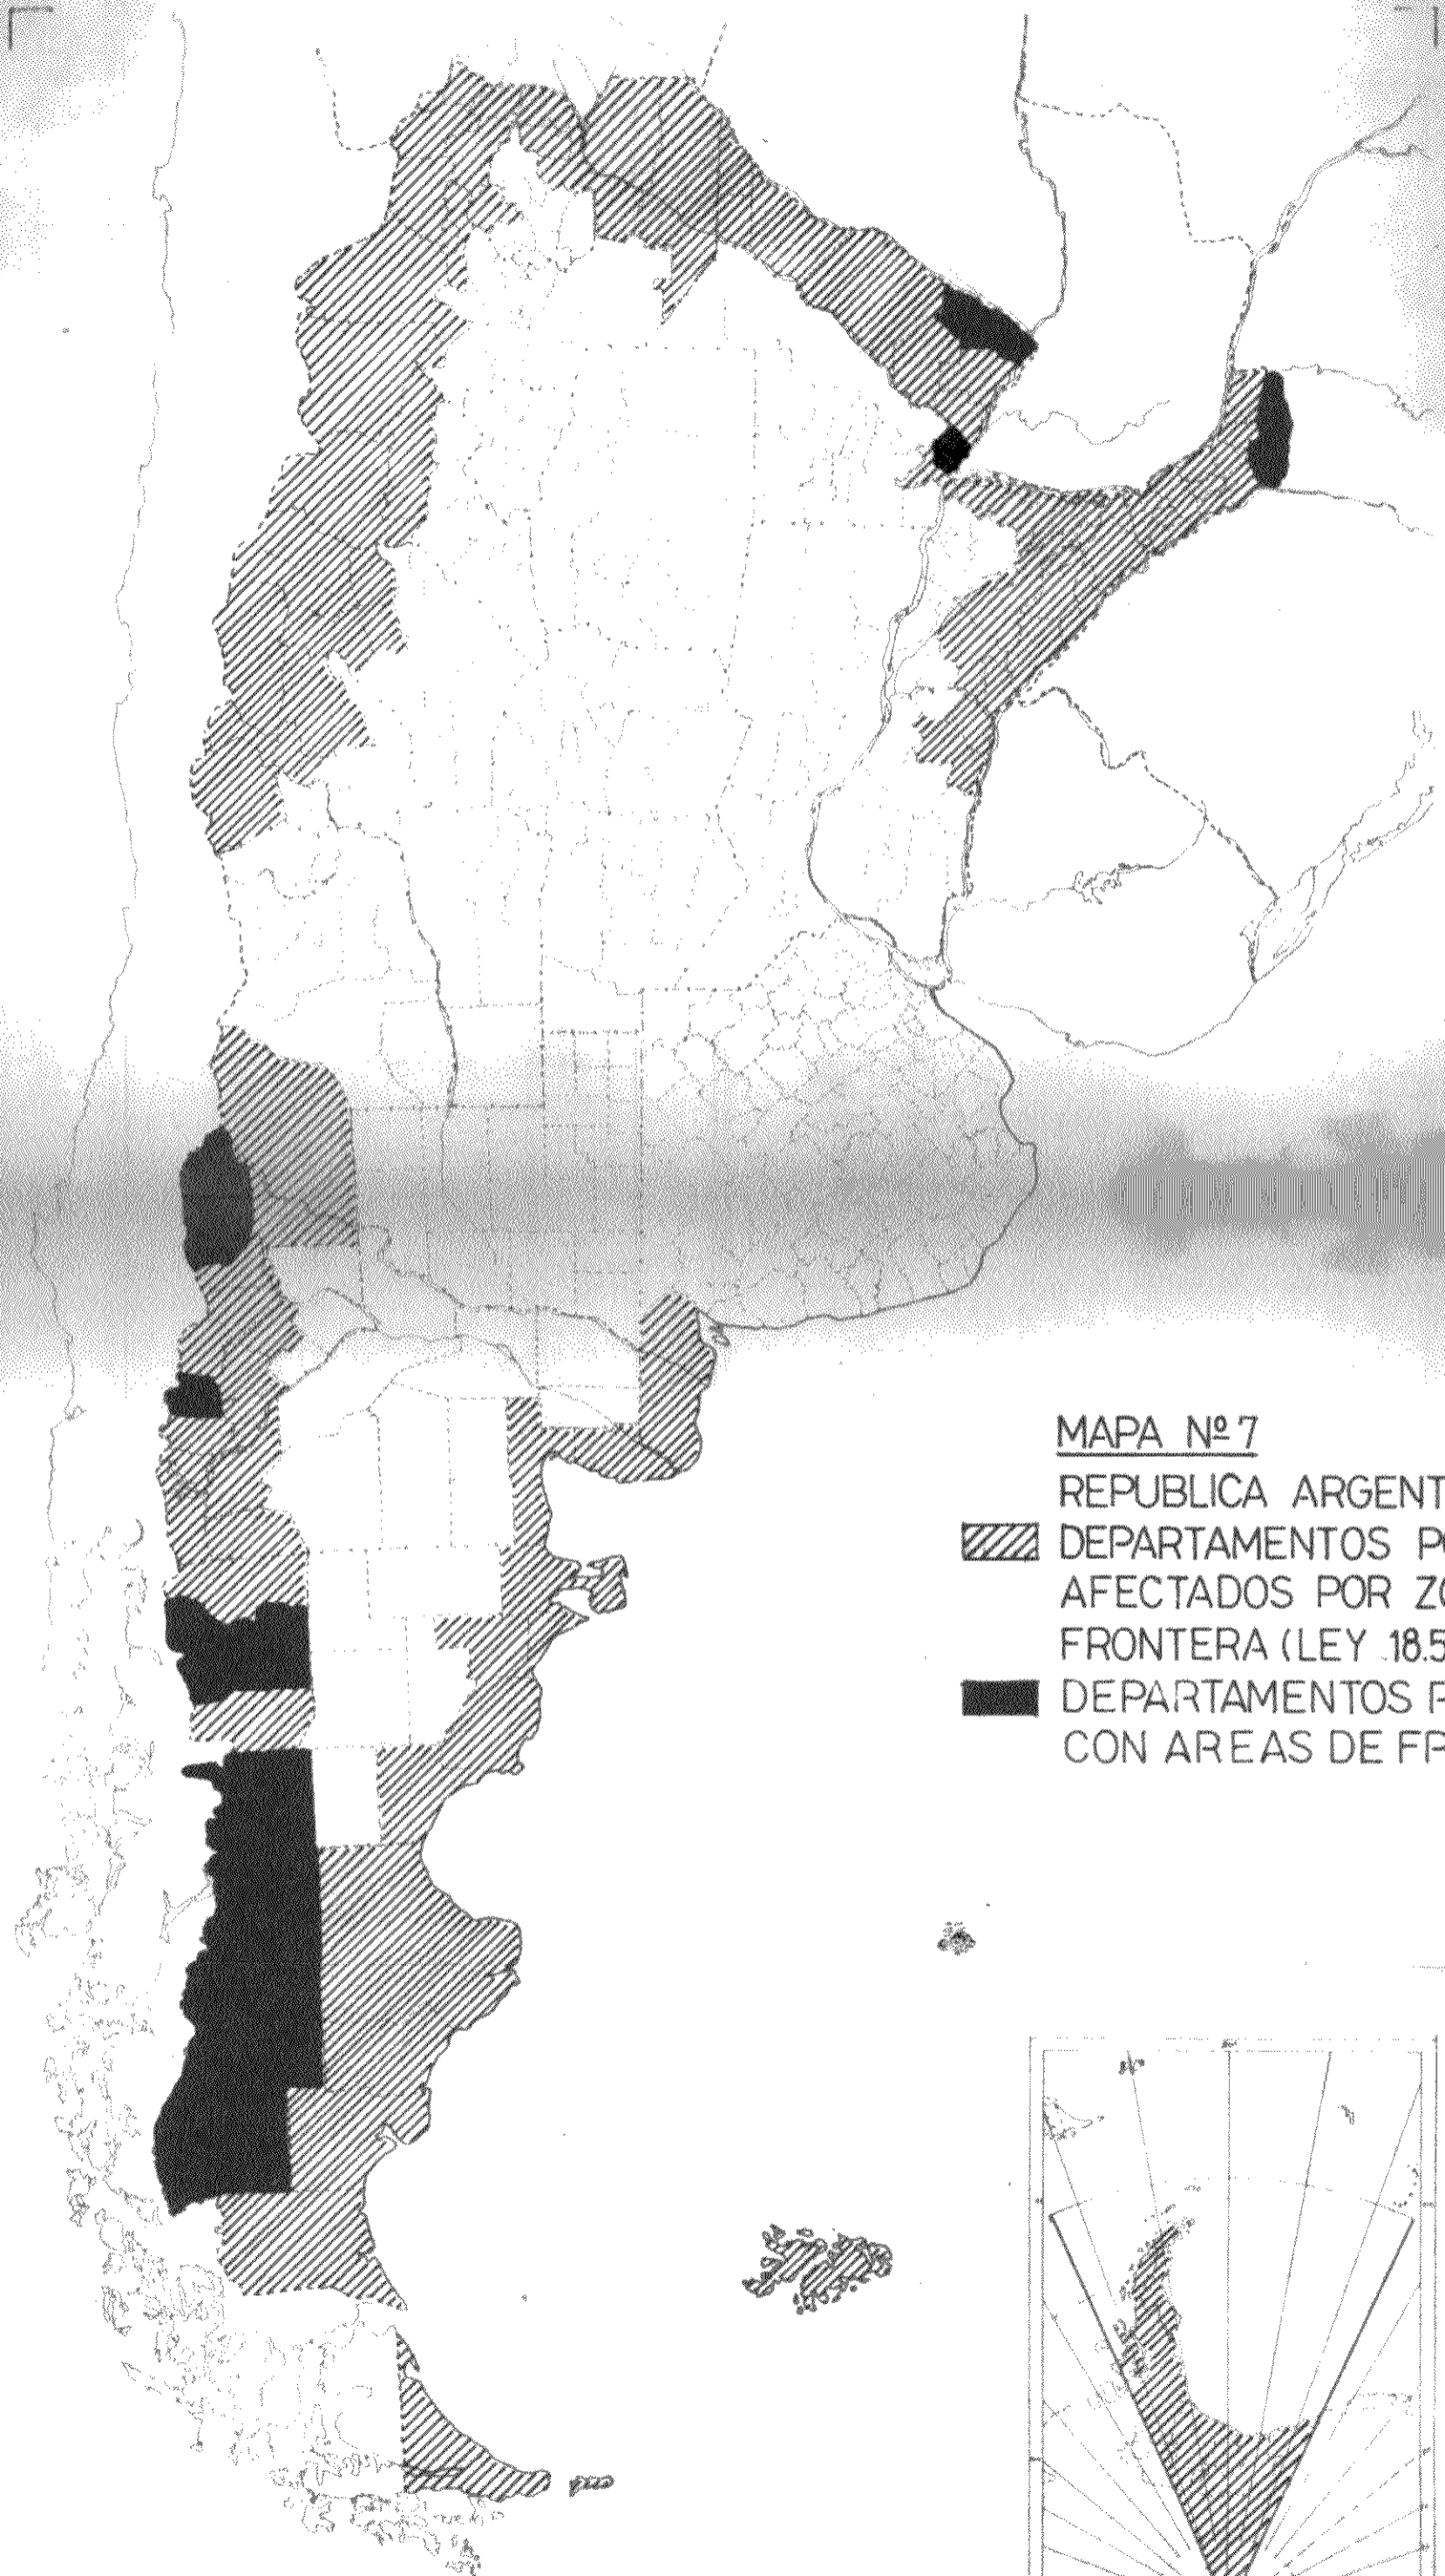 MAPA Nº 7
REPUBLICA ARGENT
DEPARTAMENTOS P
AFECTADOS POR Z
FRONTERA (LEY 18.5
DEPARTAMENTOS P
CON AREAS DE FR